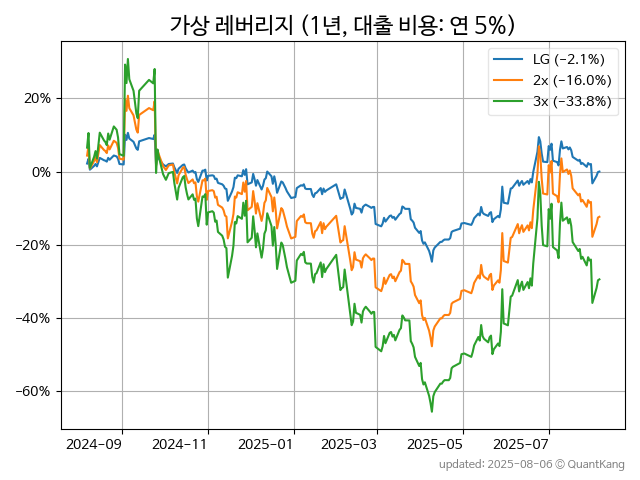 가상 레버리지 (1년, 대출 비용: 연 5%)
LG (−2.1%)
2x (−16.0%)
3x (−33.8%)
20%
0%
−20%
−40%
−60%
2024-09 2024-11 2025-01 2025-03 2025-05 2025-07
updated: 2025-08-06 © QuantKang